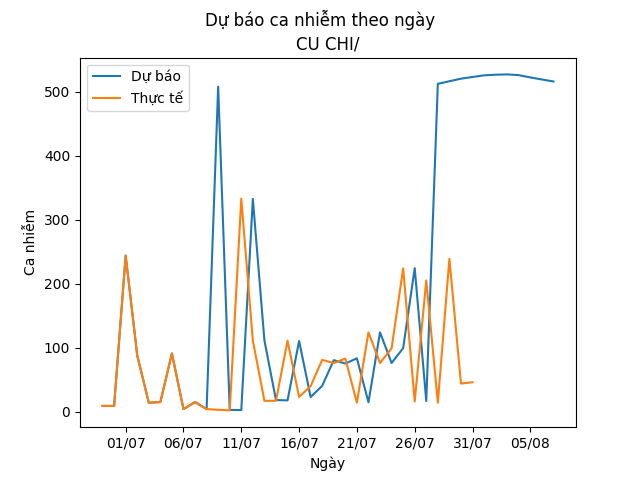 Dự báo ca nhiễm theo ngày
CU CHI/
Dự báo
Thực tế
500
400
300
200
100
0
Ca nhiễm
01/07 06/07 11/07 16/07 21/07 26/07 31/07 05/08
Ngày